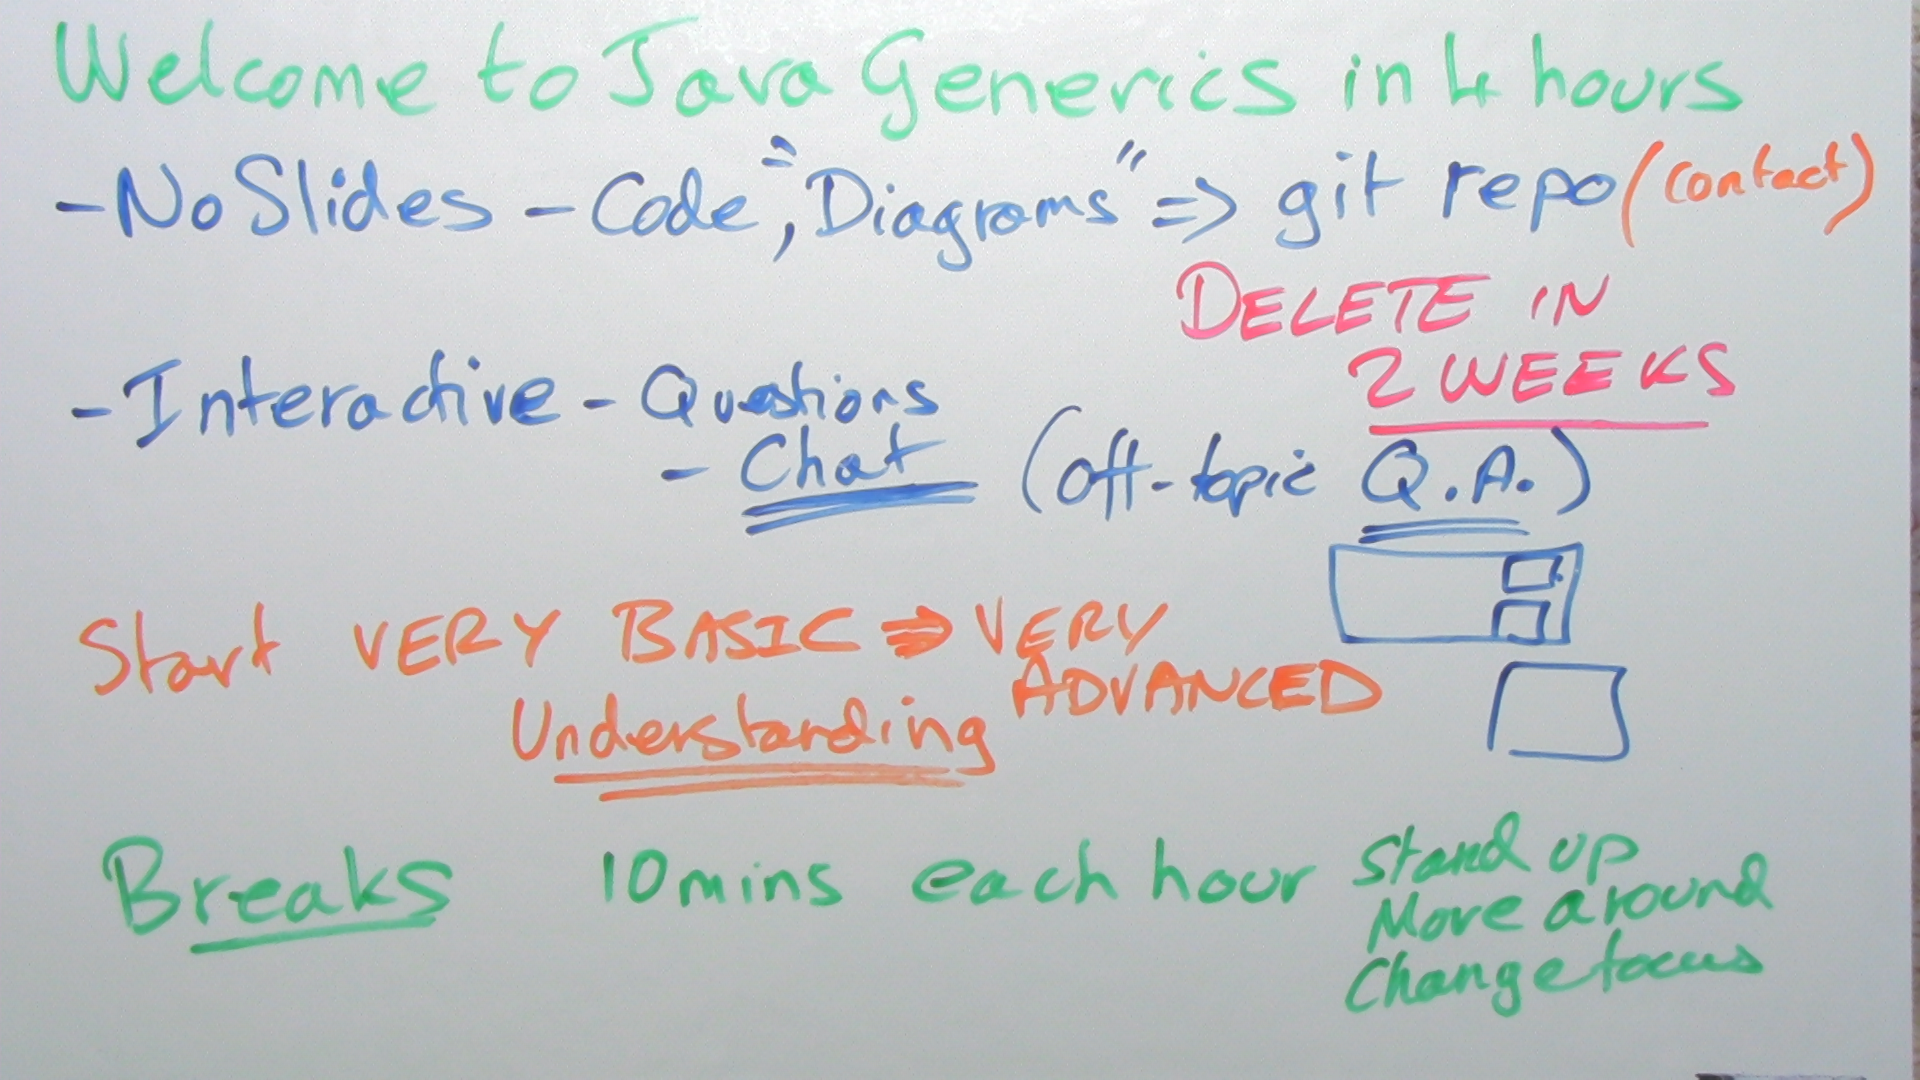 Welcome to Java Generics in 4 hours
- No Slides - Code, "Diagrams" => git repo (contact)
DELETE IN
2 WEEKS
- Interactive - Questions
- Chat (off-topic Q.A.)
Start VERY BASIC => VERY
ADVANCED
Understanding
Breaks 10 mins each hour Stand up
Move around
Change focus